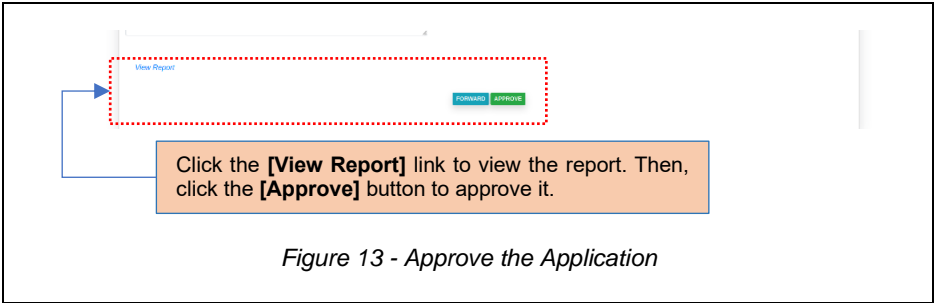 View Report
FORWARD APPROVE
Click the [View Report] link to view the report. Then,
click the [Approve] button to approve it.
Figure 13 - Approve the Application